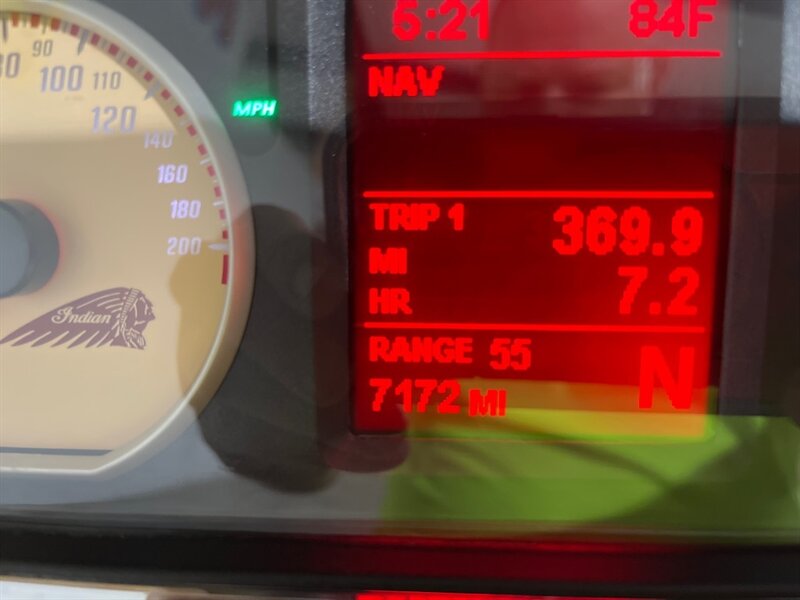 5:21 84F
NAV
MPH
90
80 100 110
120
140
160
180
200
Indian
TRIP 1 369.9
MI
HR 7.2
RANGE 55
7172 MI N